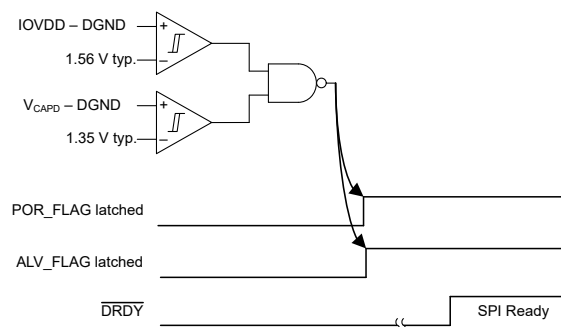 IOVDD – DGND
+
1.56 V typ.
–
VCAPD – DGND
+
1.35 V typ.
–
POR_FLAG latched
ALV_FLAG latched
DRDY
SPI Ready